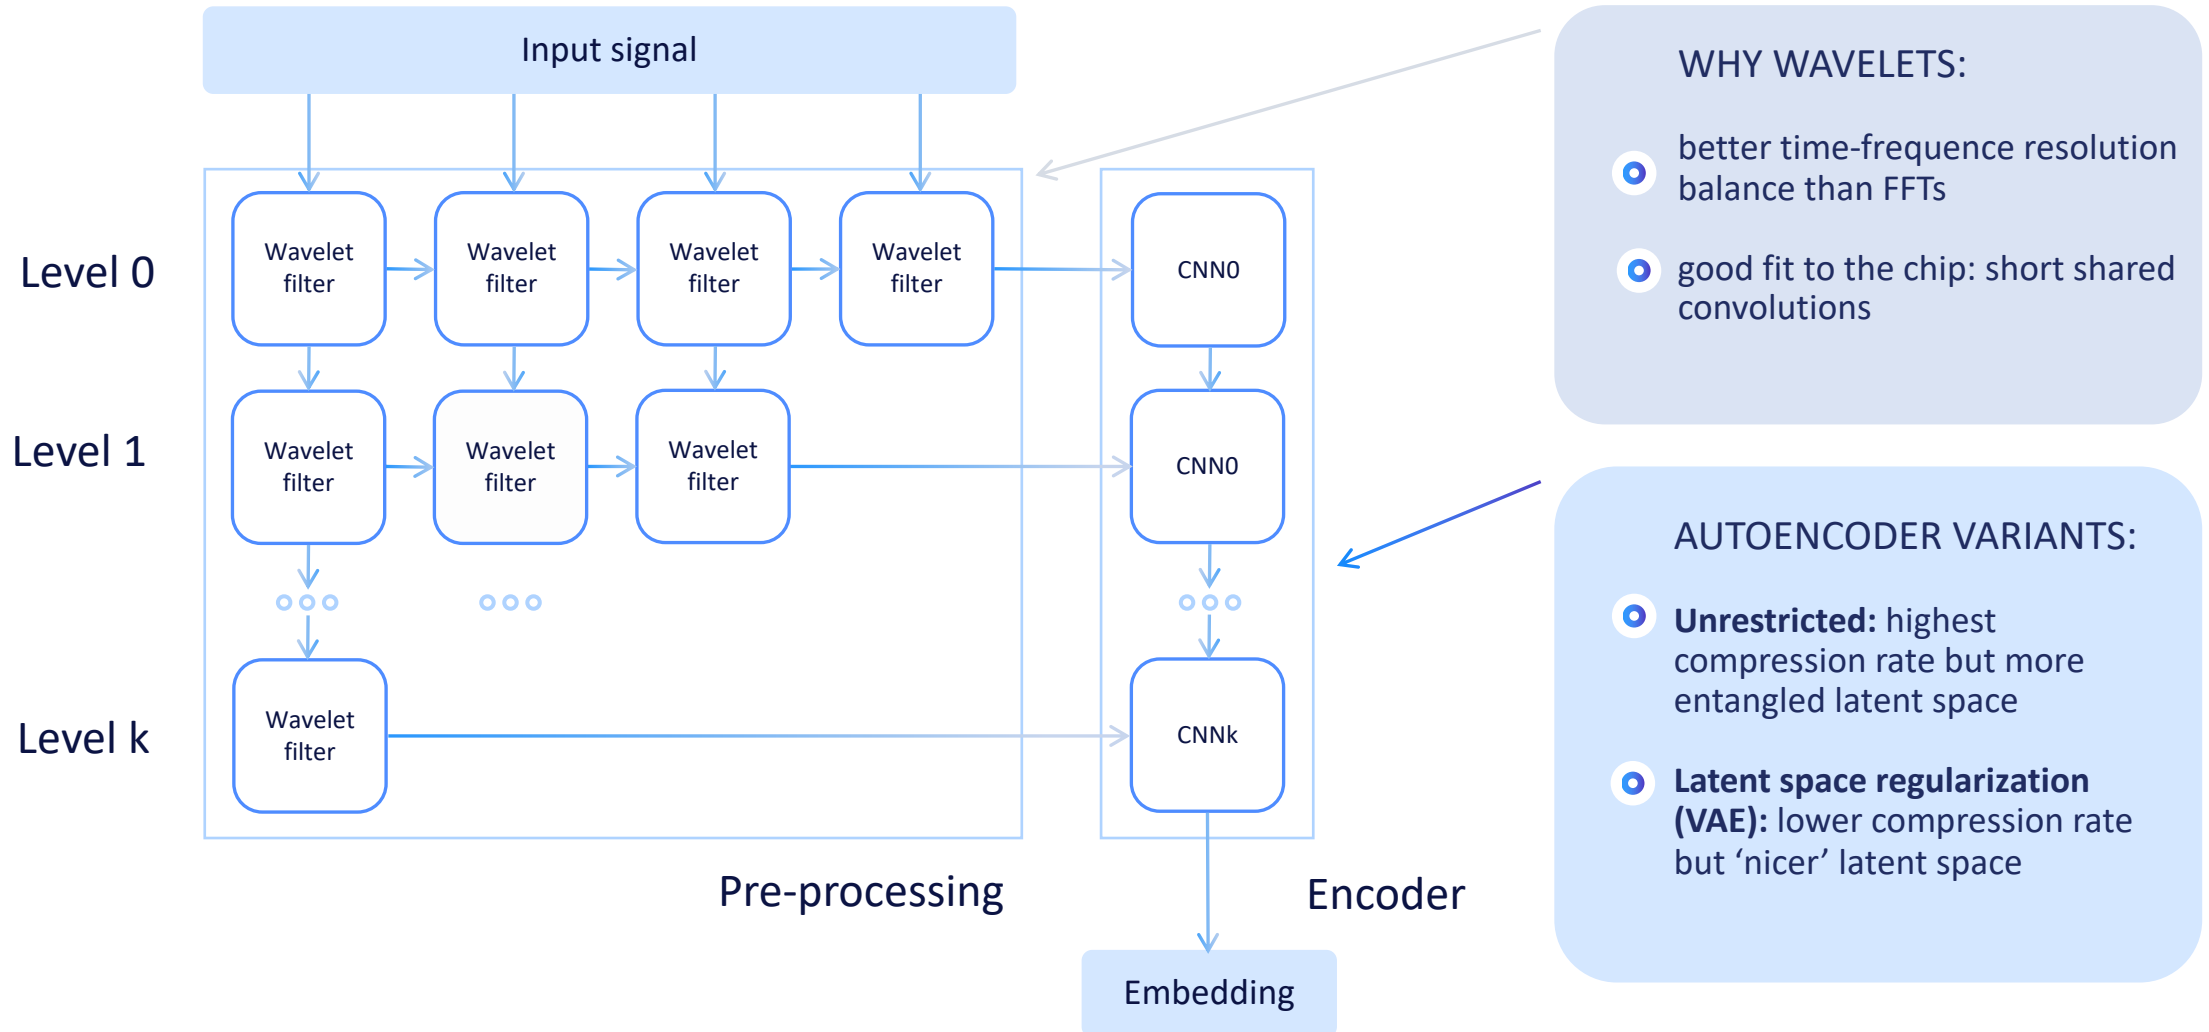 Input signal
Level 0
Wavelet
filter
Wavelet
filter
Wavelet
filter
Wavelet
filter
CNN0
Level 1
Wavelet
filter
Wavelet
filter
Wavelet
filter
CNN0
Level k
Wavelet
filter
CNNk
Pre-processing
Encoder
Embedding
WHY WAVELETS:
better time-frequence resolution
balance than FFTs
good fit to the chip: short shared
convolutions
AUTOENCODER VARIANTS:
Unrestricted: highest
compression rate but more
entangled latent space
Latent space regularization
(VAE): lower compression rate
but ‘nicer’ latent space